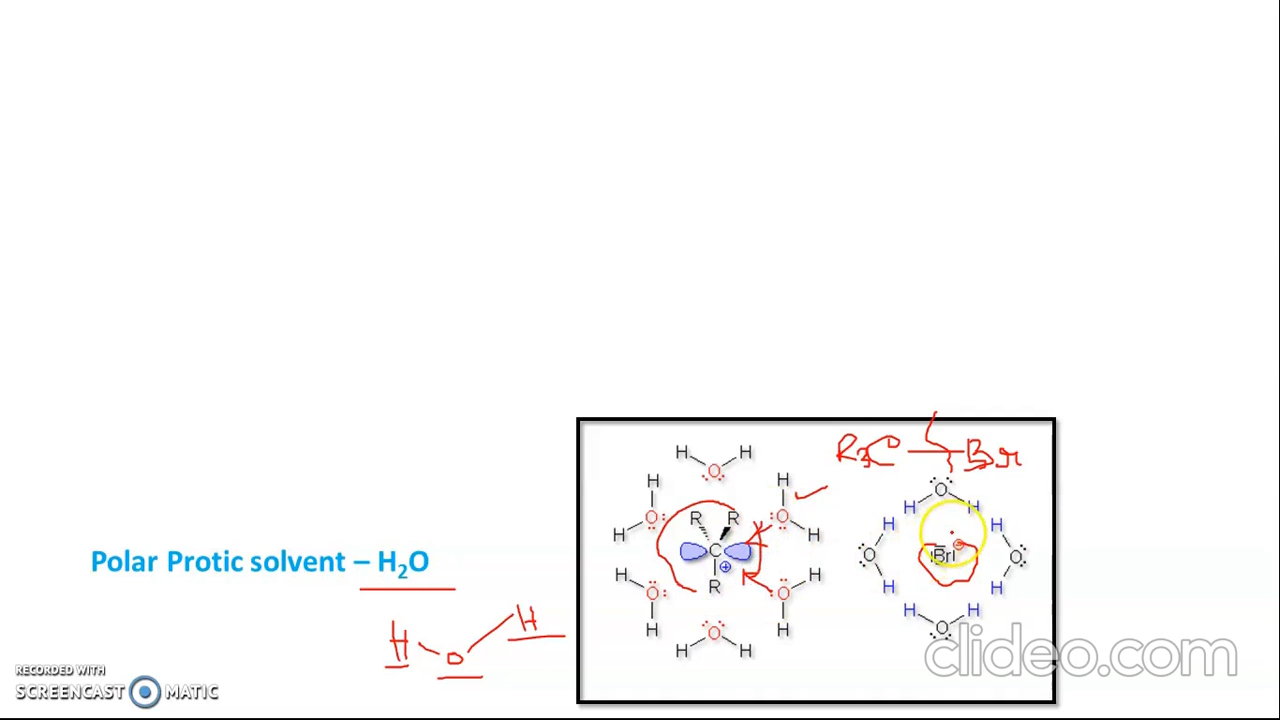 R₃C — Br
H H
O
H H
O H
H O
R R
O H
H
C
⊕
R
H O
H
O H
H
O
H H
O
H H
H
O
H
Br
⊖
H
O
H
H H
O
Polar Protic solvent – H₂O
H O H
RECORDED WITH
SCREENCAST MATIC
clideo.com